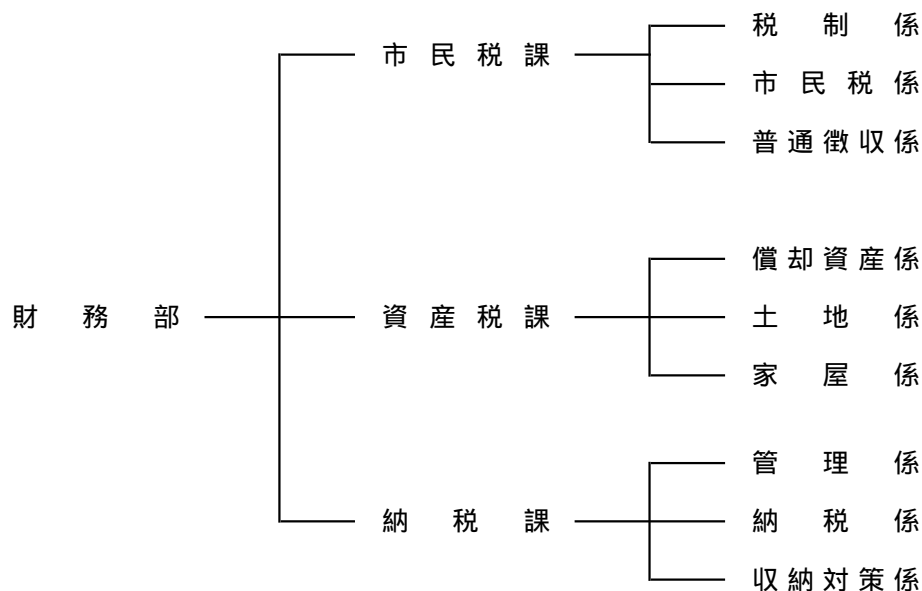 税制係
市民税課
市民税係
普通徴収係
償却資産係
財務部
資産税課
土地係
家屋係
管理係
納税課
納税係
収納対策係